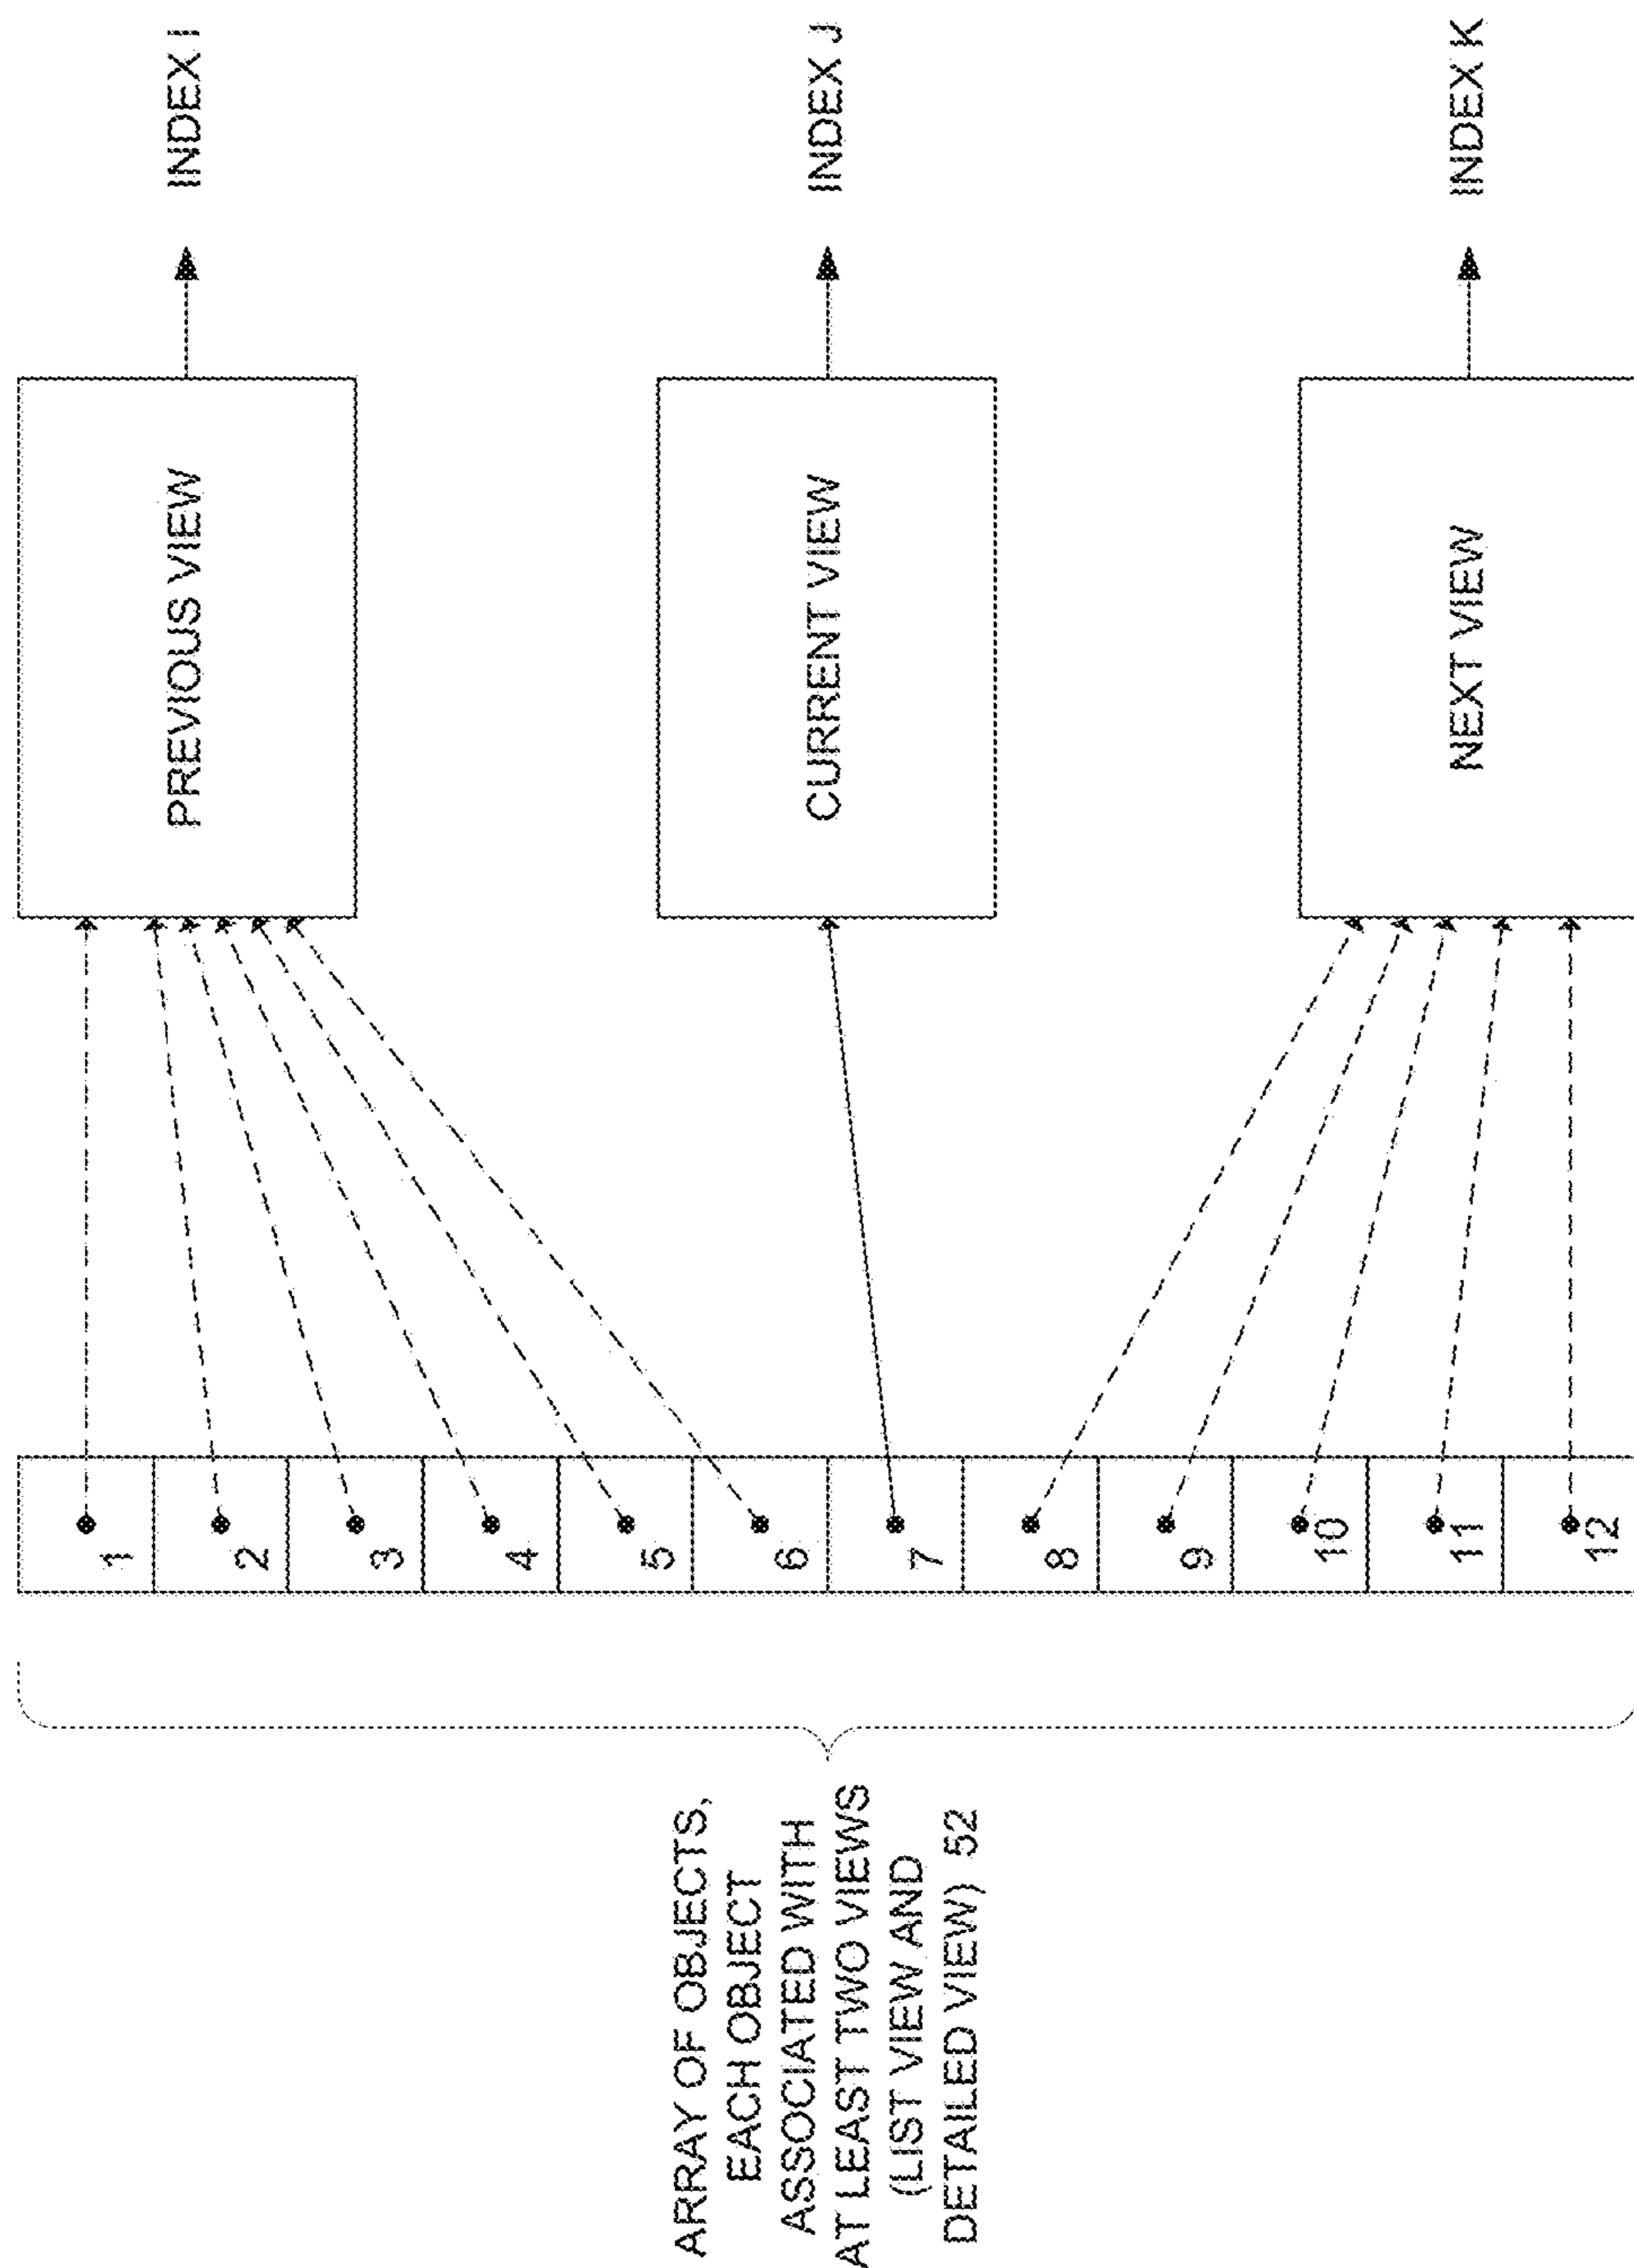 ARRAY OF OBJECTS,
EACH OBJECT
ASSOCIATED WITH
AT LEAST TWO VIEWS
(LIST VIEW AND
DETAILED VIEW) 52
1
2
3
4
5
6
7
8
9
10
11
12
PREVIOUS VIEW
INDEX I
CURRENT VIEW
INDEX J
NEXT VIEW
INDEX K